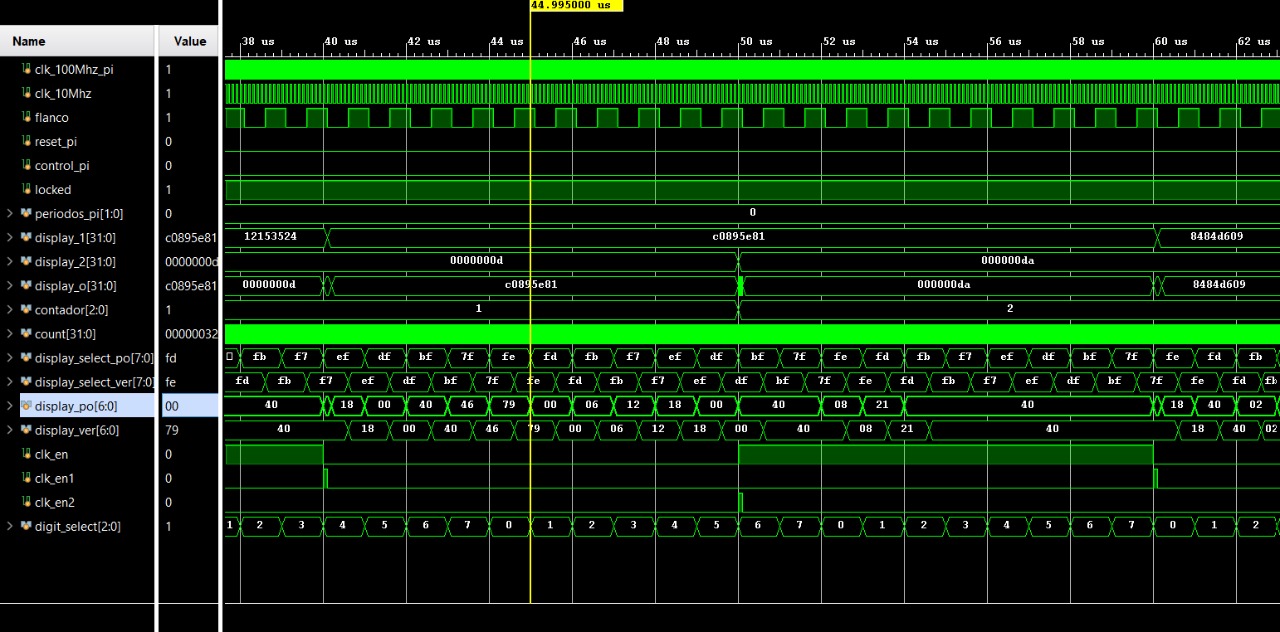 44.995000 us
Name Value 38 us 40 us 42 us 44 us 46 us 48 us 50 us 52 us 54 us 56 us 58 us 60 us 62 us
clk_100Mhz_pi 1
clk_10Mhz 1
flanco 1
reset_pi 0
control_pi 0
locked 1
periodos_pi[1:0] 0 0
display_1[31:0] c0895e81 12153524 c0895e81 8484d609
display_2[31:0] 0000000d 0000000d 000000da
display_o[31:0] c0895e81 0000000d c0895e81 000000da 8484d609
contador[2:0] 1 1 2
count[31:0] 00000032
display_select_po[7:0] fd fb f7 ef df bf 7f fe fd fb f7 ef df bf 7f fe fd fb f7 ef df bf 7f fe fd fb
display_select_ver[7:0] fe fd fb f7 ef df bf 7f fe fd fb f7 ef df bf 7f fe fd fb f7 ef df bf 7f fe fd fb
display_po[6:0] 00 40 18 00 40 46 79 00 06 12 18 00 40 08 21 40 18 40 02
display_ver[6:0] 79 40 18 00 40 46 79 00 06 12 18 00 40 08 21 40 18 40 02
clk_en 0
clk_en1 0
clk_en2 0
digit_select[2:0] 1 1 2 3 4 5 6 7 0 1 2 3 4 5 6 7 0 1 2 3 4 5 6 7 0 1 2